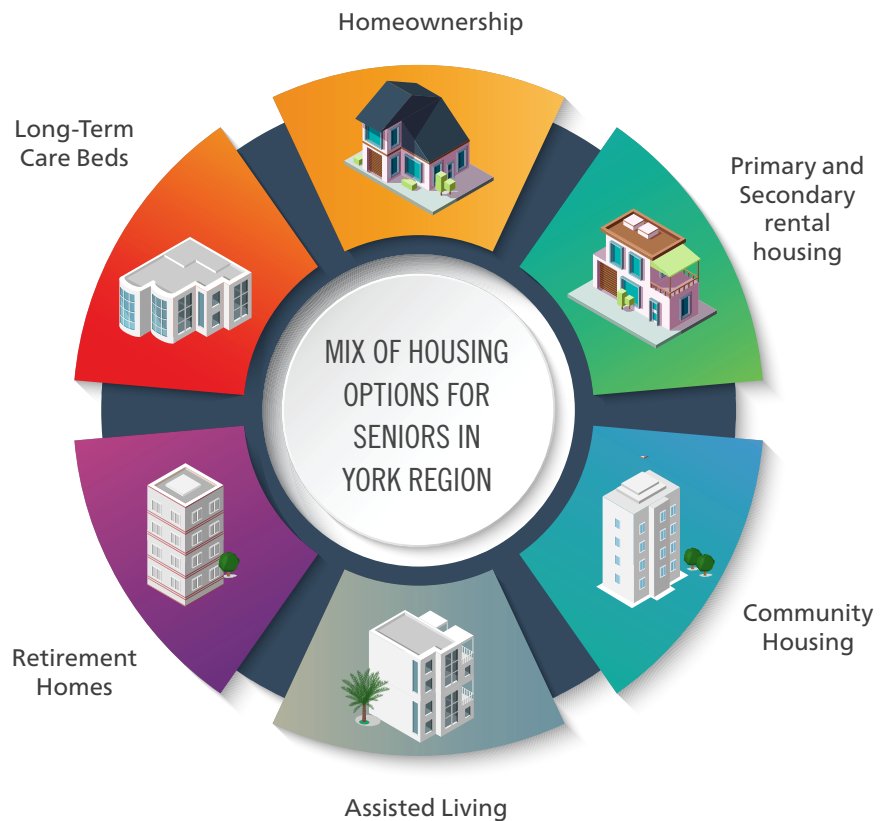 Homeownership
Long-Term
Care Beds
Primary and
Secondary
rental
housing
MIX OF HOUSING
OPTIONS FOR
SENIORS IN
YORK REGION
Community
Housing
Retirement
Homes
Assisted Living